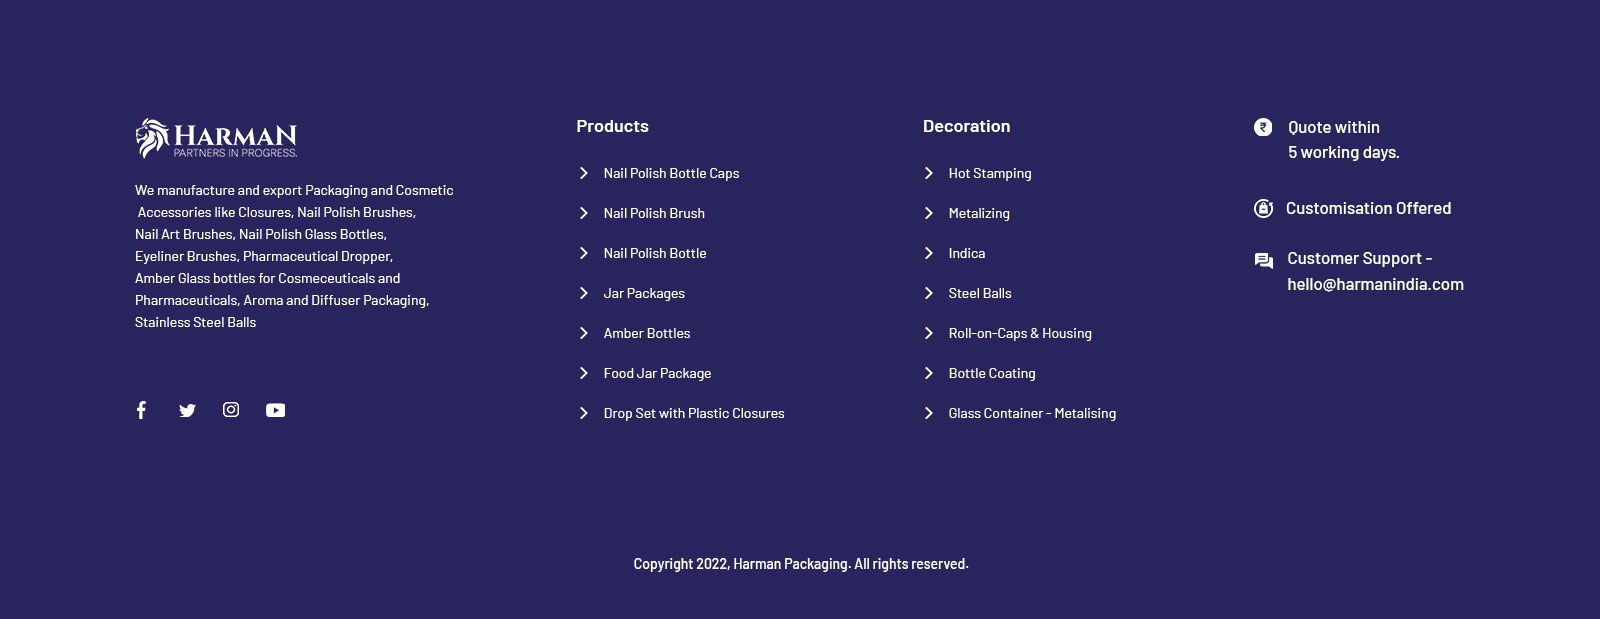 HARMAN
PARTNERS IN PROGRESS.
We manufacture and export Packaging and Cosmetic
Accessories like Closures, Nail Polish Brushes,
Nail Art Brushes, Nail Polish Glass Bottles,
Eyeliner Brushes, Pharmaceutical Dropper,
Amber Glass bottles for Cosmeceuticals and
Pharmaceuticals, Aroma and Diffuser Packaging,
Stainless Steel Balls
Products
Nail Polish Bottle Caps
Nail Polish Brush
Nail Polish Bottle
Jar Packages
Amber Bottles
Food Jar Package
Drop Set with Plastic Closures
Decoration
Hot Stamping
Metalizing
Indica
Steel Balls
Roll-on-Caps & Housing
Bottle Coating
Glass Container - Metalising
₹
Quote within
5 working days.
Customisation Offered
Customer Support -
hello@harmanindia.com
Copyright 2022, Harman Packaging. All rights reserved.